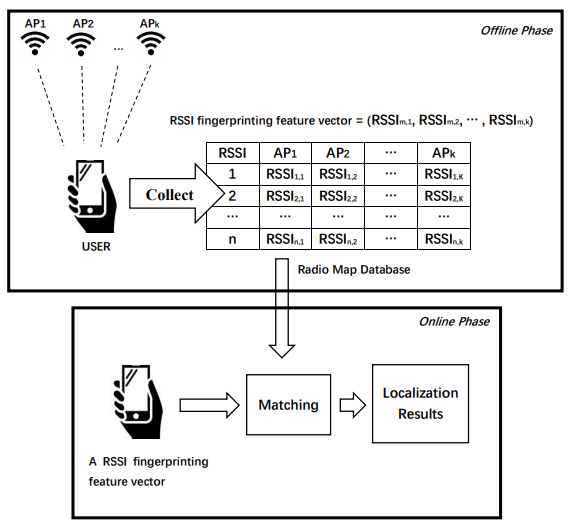 AP1 AP2 ... APk
Offline Phase
RSSI fingerprinting feature vector = (RSSIm,1, RSSIm,2, ⋯ , RSSIm,k)
RSSI AP1 AP2 ⋯ APk
1 RSSI1,1 RSSI1,2 ⋯ RSSI1,K
2 RSSI2,1 RSSI2,2 ⋯ RSSI2,K
⋯ ⋯ ⋯ ⋯
n RSSIn,1 RSSIn,2 ⋯ RSSIn,k
Collect
USER
Radio Map Database
Online Phase
Matching
Localization
Results
A RSSI fingerprinting
feature vector